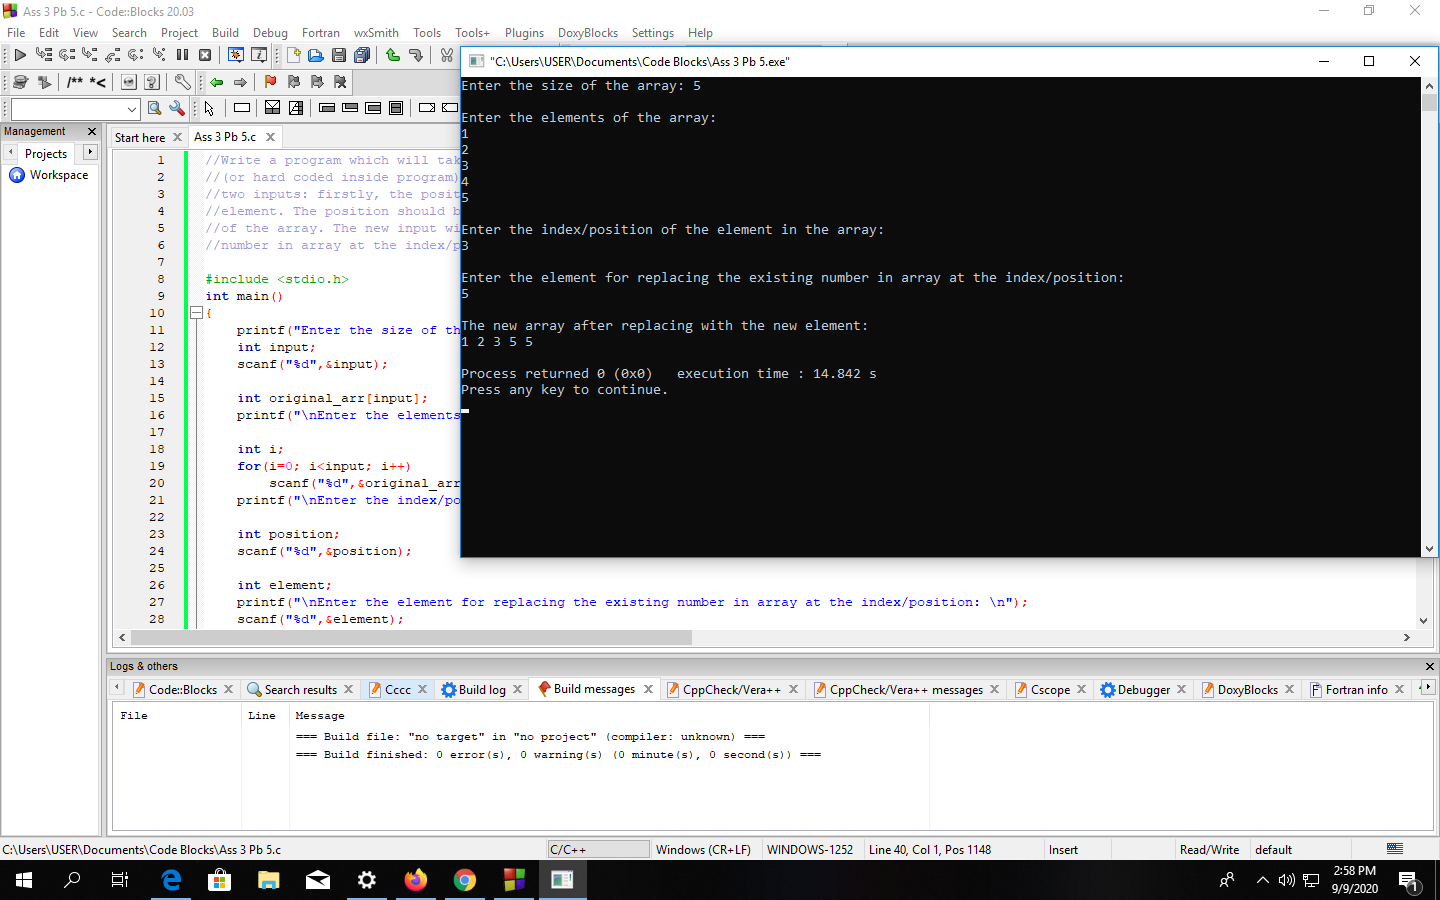 Ass 3 Pb 5.c - Code::Blocks 20.03
File Edit View Search Project Build Debug Fortran wxSmith Tools Tools+ Plugins DoxyBlocks Settings Help
"C:\Users\USER\Documents\Code Blocks\Ass 3 Pb 5.exe"
Enter the size of the array: 5
Enter the elements of the array:
1
2
3
4
5
Enter the index/position of the element in the array:
3
Enter the element for replacing the existing number in array at the index/position:
5
The new array after replacing with the new element:
1 2 3 5 5
Process returned 0 (0x0)   execution time : 14.842 s
Press any key to continue.
/** *<
Management
Projects
Workspace
Start here
Ass 3 Pb 5.c
1 //Write a program which will tak
2 //(or hard coded inside program)
3 //two inputs: firstly, the posit
4 //element. The position should b
5 //of the array. The new input wi
6 //number in array at the index/p
7
8 #include <stdio.h>
9 int main()
10 {
11 printf("Enter the size of th
12 int input;
13 scanf("%d",&input);
14
15 int original_arr[input];
16 printf("\nEnter the elements
17
18 int i;
19 for(i=0; i<input; i++)
20 scanf("%d",&original_arr
21 printf("\nEnter the index/po
22
23 int position;
24 scanf("%d",&position);
25
26 int element;
27 printf("\nEnter the element for replacing the existing number in array at the index/position: \n");
28 scanf("%d",&element);
Logs & others
Code::Blocks Search results Cccc Build log Build messages CppCheck/Vera++ CppCheck/Vera++ messages Cscope Debugger DoxyBlocks Fortran info
File Line Message
=== Build file: "no target" in "no project" (compiler: unknown) ===
=== Build finished: 0 error(s), 0 warning(s) (0 minute(s), 0 second(s)) ===
C:\Users\USER\Documents\Code Blocks\Ass 3 Pb 5.c C/C++ Windows (CR+LF) WINDOWS-1252 Line 40, Col 1, Pos 1148 Insert Read/Write default
2:58 PM
9/9/2020
1